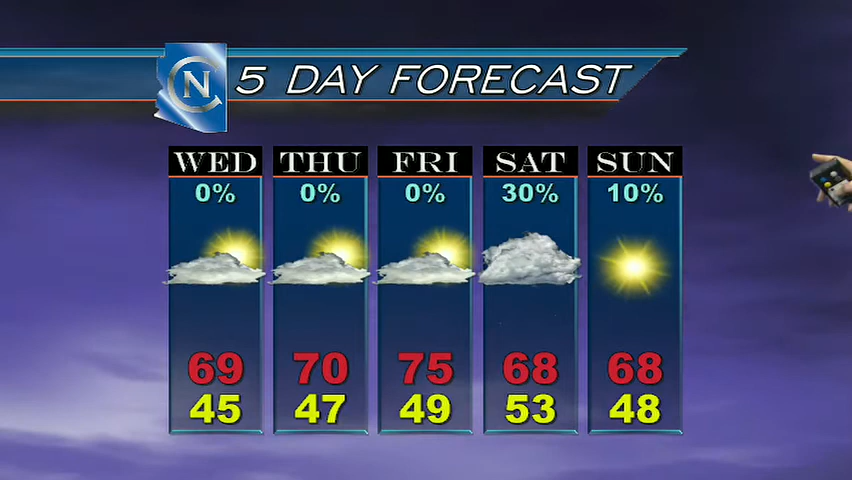 CN 5 DAY FORECAST
WED THU FRI SAT SUN
0% 0% 0% 30% 10%
69 70 75 68 68
45 47 49 53 48